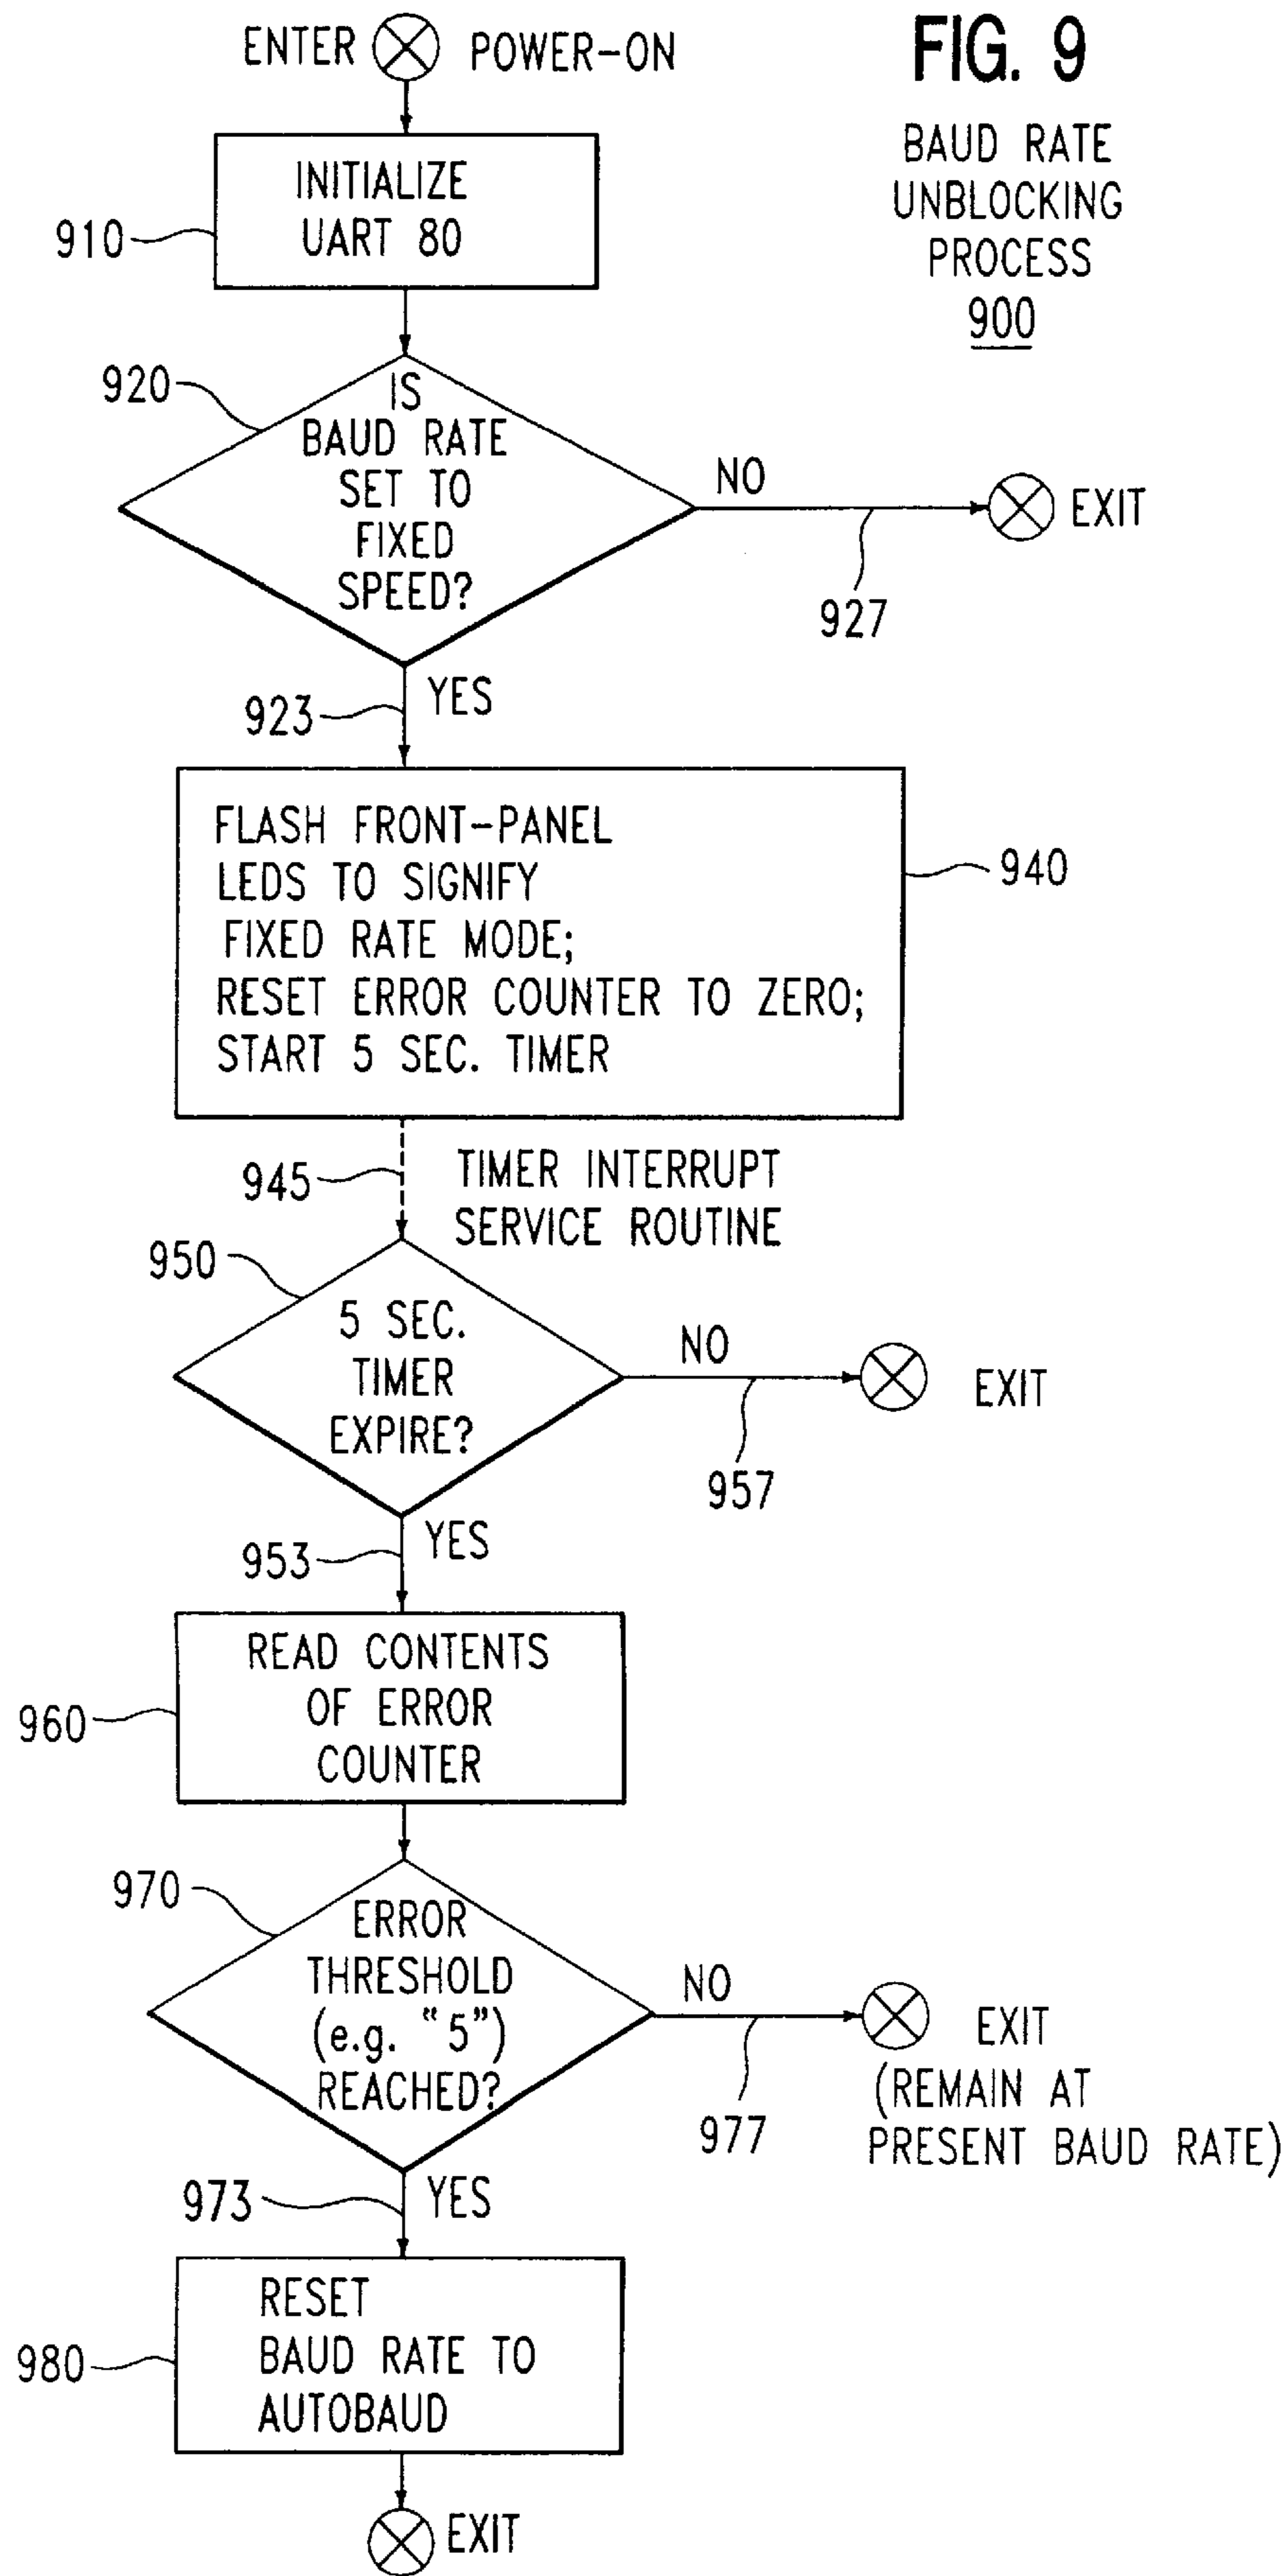 FIG. 9
BAUD RATE
UNBLOCKING
PROCESS
900
ENTER
POWER-ON
INITIALIZE
UART 80
910
920
IS
BAUD RATE
SET TO
FIXED
SPEED?
NO
EXIT
927
923
YES
FLASH FRONT-PANEL
LEDS TO SIGNIFY
FIXED RATE MODE;
RESET ERROR COUNTER TO ZERO;
START 5 SEC. TIMER
940
945
TIMER INTERRUPT
SERVICE ROUTINE
950
5 SEC.
TIMER
EXPIRE?
NO
EXIT
957
953
YES
READ CONTENTS
OF ERROR
COUNTER
960
970
ERROR
THRESHOLD
(e.g. "5")
REACHED?
NO
EXIT
(REMAIN AT
PRESENT BAUD RATE)
977
973
YES
RESET
BAUD RATE TO
AUTOBAUD
980
EXIT